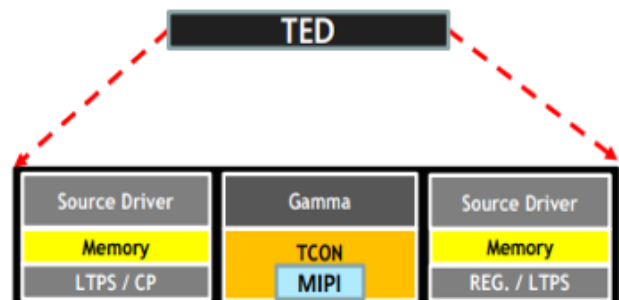 TED
Source Driver
Gamma
Source Driver
Memory
TCON
Memory
LTPS / CP
MIPI
REG. / LTPS